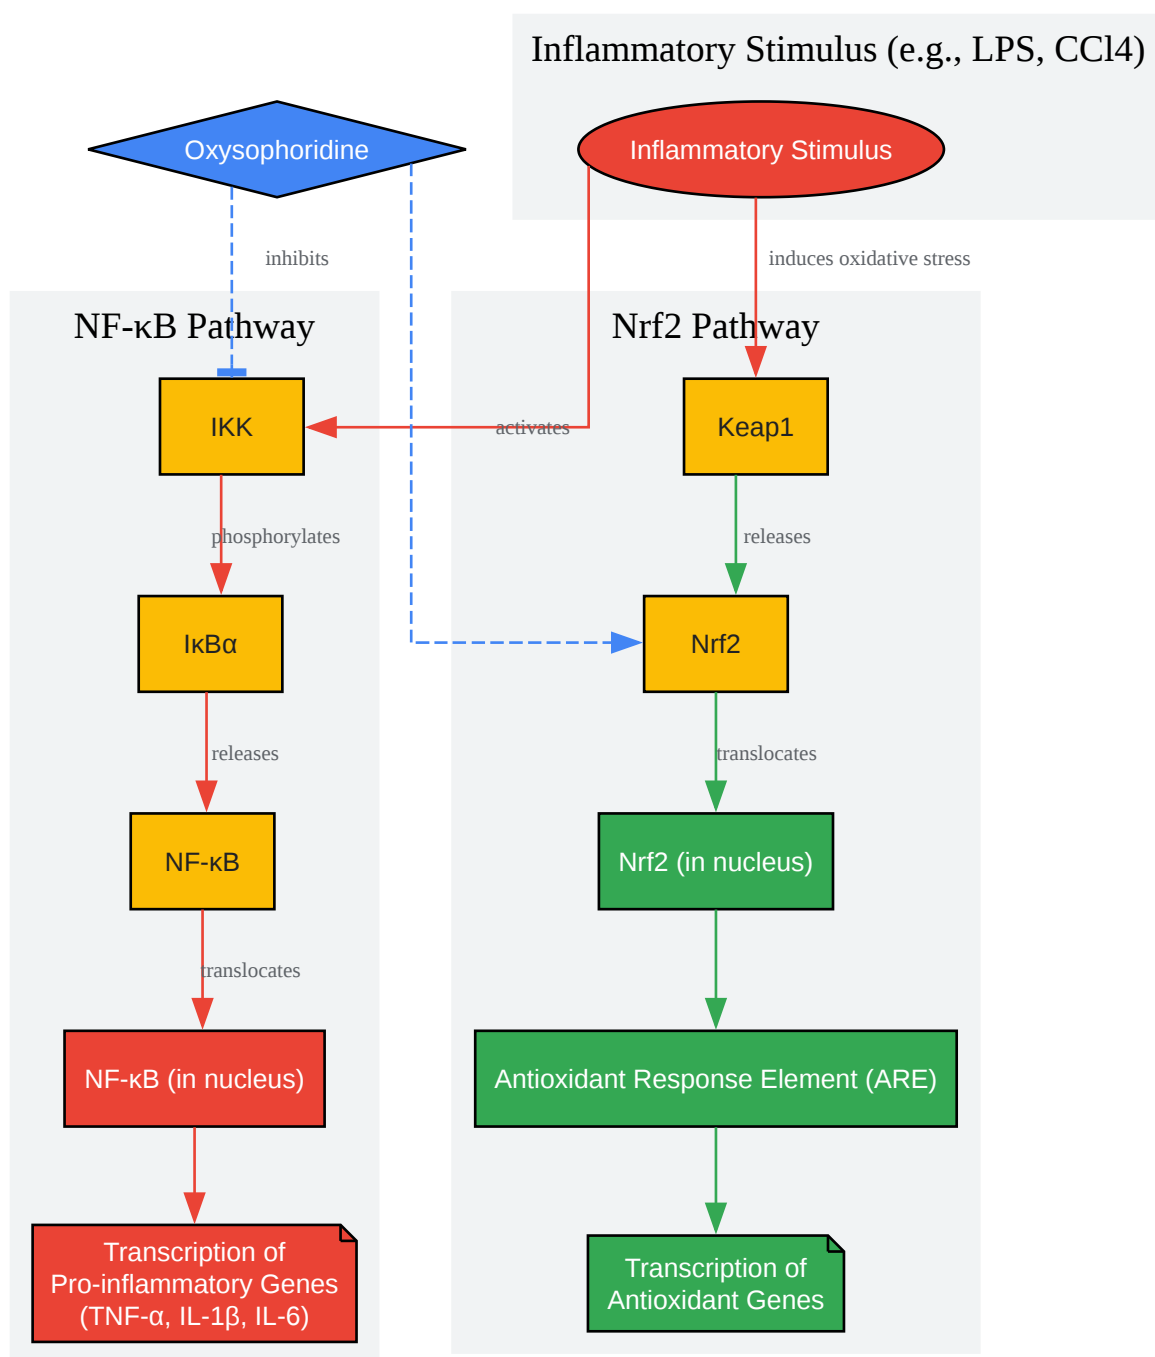 Inflammatory Stimulus (e.g., LPS, CCl4)
Oxysophoridine
Inflammatory Stimulus
inhibits
induces oxidative stress
NF-κB Pathway
Nrf2 Pathway
IKK
activates
Keap1
phosphorylates
releases
IκBα
Nrf2
releases
translocates
NF-κB
Nrf2 (in nucleus)
translocates
NF-κB (in nucleus)
Antioxidant Response Element (ARE)
Transcription of
Pro-inflammatory Genes
(TNF-α, IL-1β, IL-6)
Transcription of
Antioxidant Genes